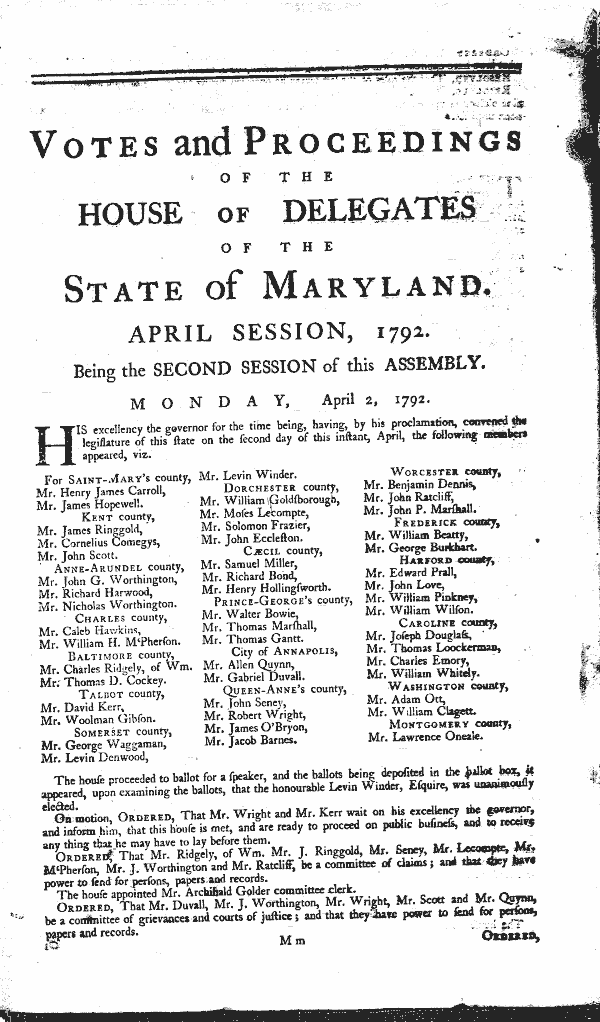 VOTES and PROCEEDINGS
OF THE
HOUSE OF DELEGATES
OF THE
STATE of MARYLAND.
APRIL SESSION, 1792.
Being the SECOND SESSION of this ASSEMBLY.
MONDAY, April 2, 1792.
HIS excellency the governor for the time being, having, by his proclamation, convened the
legiſlature of this ſtate on the ſecond day of this inſtant, April, the following members
appeared, viz.
For SAINT-MARY's county,
Mr. Henry James Carroll,
Mr. James Hopewell.
KENT county,
Mr. James Ringgold,
Mr. Cornelius Comegys,
Mr. John Scott.
ANNE-ARUNDEL county,
Mr. John G. Worthington,
Mr. Richard Harwood,
Mr. Nicholas Worthington.
CHARLES county,
Mr. Caleb Hawkins,
Mr. William H. M'Pherſon.
BALTIMORE county,
Mr. Charles Ridgely, of Wm.
Mr. Thomas D. Cockey.
TALBOT county,
Mr. David Kerr,
Mr. Woolman Gibſon.
SOMERSET county,
Mr. George Waggaman,
Mr. Levin Denwood,
Mr. Levin Winder.
DORCHESTER county,
Mr. William Goldſborough,
Mr. Moſes Lecompte,
Mr. Solomon Frazier,
Mr. John Eccleſton.
CÆCIL county,
Mr. Samuel Miller,
Mr. Richard Bond,
Mr. Henry Hollingſworth.
PRINCE-GEORGE's county,
Mr. Walter Bowie,
Mr. Thomas Marſhall,
Mr. Thomas Gantt.
City of ANNAPOLIS,
Mr. Allen Quynn,
Mr. Gabriel Duvall.
QUEEN-ANNE's county,
Mr. John Seney,
Mr. Robert Wright,
Mr. James O'Bryon,
Mr. Jacob Barnes.
WORCESTER county,
Mr. Benjamin Dennis,
Mr. John Ratcliff,
Mr. John P. Marſhall.
FREDERICK county,
Mr. William Beatty,
Mr. George Burkhart.
HARFORD county,
Mr. Edward Prall,
Mr. John Love,
Mr. William Pinkney,
Mr. William Wilſon.
CAROLINE county,
Mr. Joſeph Douglaſs,
Mr. Thomas Loockerman,
Mr. Charles Emory,
Mr. William Whitely.
WASHINGTON county,
Mr. Adam Ott,
Mr. William Clagett.
MONTGOMERY county,
Mr. Lawrence Oneale.
The houſe proceeded to ballot for a ſpeaker, and the ballots being depoſited in the ballot box, it
appeared, upon examining the ballots, that the honourable Levin Winder, Eſquire, was unanimouſly
elected.
On motion, ORDERED, That Mr. Wright and Mr. Kerr wait on his excellency the governor,
and inform him, that this houſe is met, and are ready to proceed on public buſineſs, and to receive
any thing that he may have to lay before them.
ORDERED, That Mr. Ridgely, of Wm. Mr. J. Ringgold, Mr. Seney, Mr. Lecompte, Mr.
M'Pherſon, Mr. J. Worthington and Mr. Ratcliff, be a committee of claims; and that they have
power to ſend for perſons, papers and records.
The houſe appointed Mr. Archibald Golder committee clerk.
ORDERED, That Mr. Duvall, Mr. J. Worthington, Mr. Wright, Mr. Scott and Mr. Quynn,
be a committee of grievances and courts of juſtice; and that they have power to ſend for perſons,
papers and records.
M m
ORDERED,